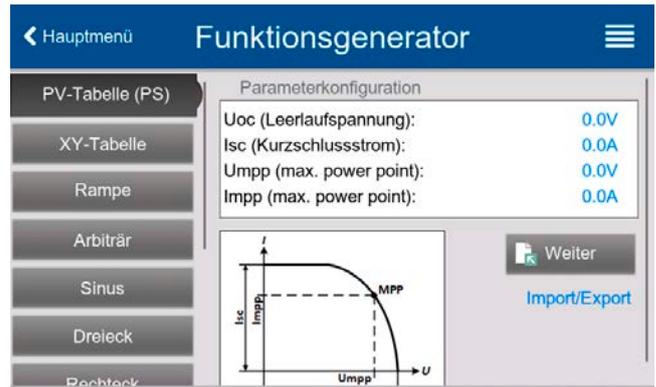 Hauptmenü
Funktionsgenerator
PV-Tabelle (PS)
XY-Tabelle
Rampe
Arbiträr
Sinus
Dreieck
Rechteck
Parameterkonfiguration
Uoc (Leerlaufspannung): 0.0V
Isc (Kurzschlussstrom): 0.0A
Umpp (max. power point): 0.0V
Impp (max. power point): 0.0A
I
Isc
Impp
MPP
Umpp
U
Weiter
Import/Export